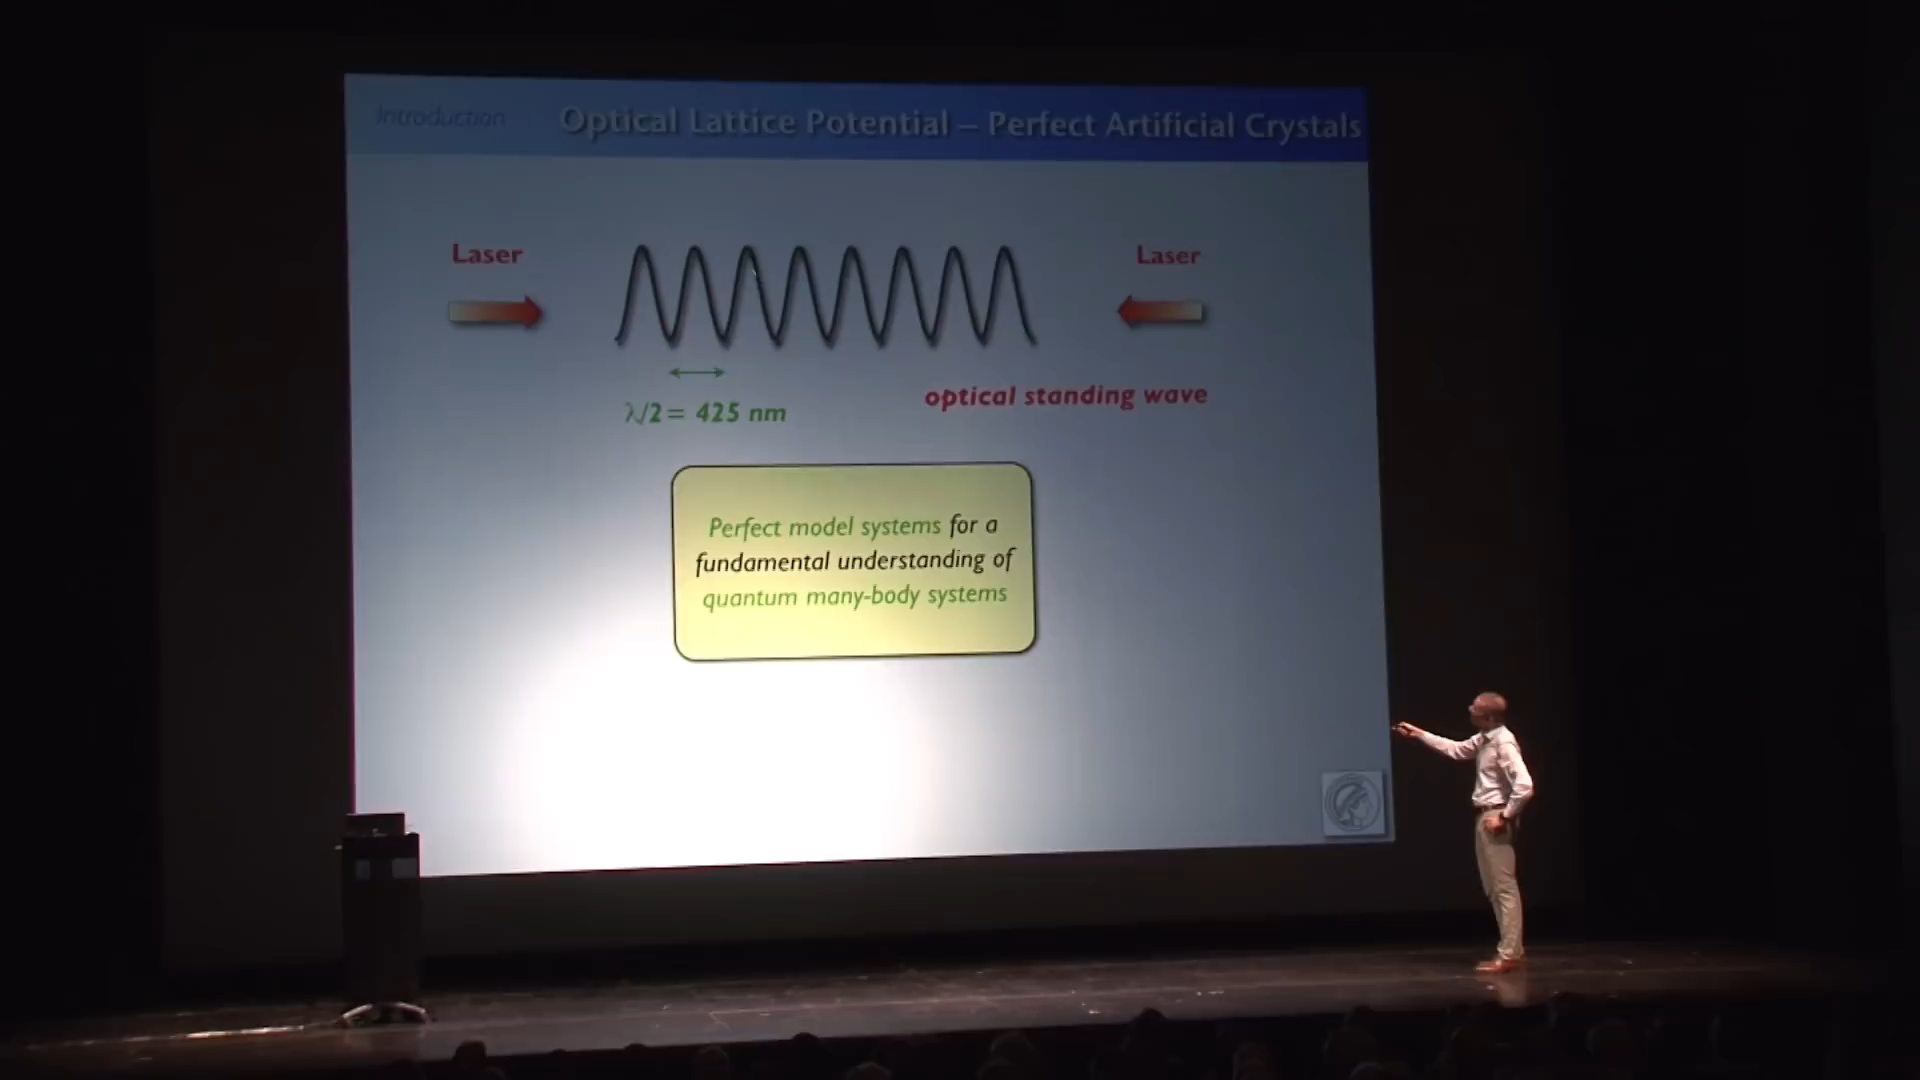 Introduction
Optical Lattice Potential – Perfect Artificial Crystals
Laser
Laser
λ/2 = 425 nm
optical standing wave
Perfect model systems for a
fundamental understanding of
quantum many-body systems